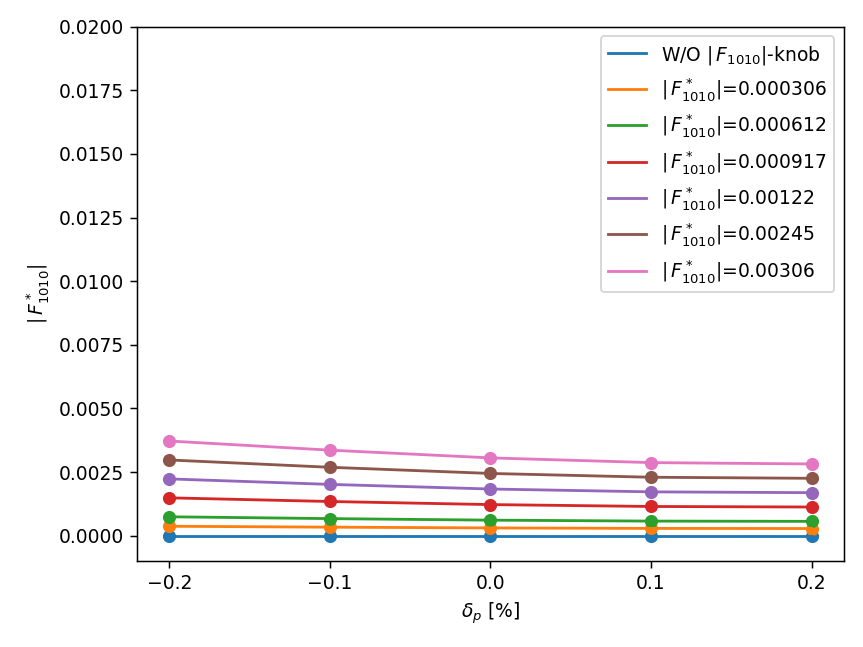 0.0200
0.0175
0.0150
0.0125
0.0100
0.0075
0.0050
0.0025
0.0000
|F*1010|
−0.2
−0.1
0.0
0.1
0.2
δp [%]
W/O |F1010|-knob
|F*1010|=0.000306
|F*1010|=0.000612
|F*1010|=0.000917
|F*1010|=0.00122
|F*1010|=0.00245
|F*1010|=0.00306